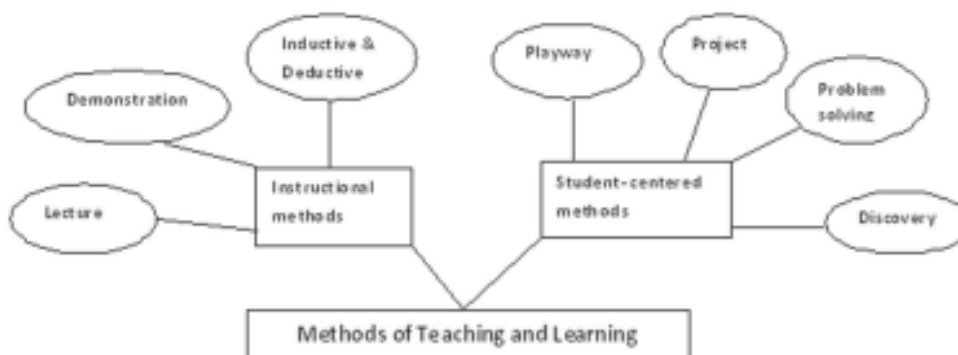 Inductive &
Deductive
Playway
Project
Demonstration
Problem
solving
Instructional
methods
Student-centered
methods
Lecture
Discovery
Methods of Teaching and Learning